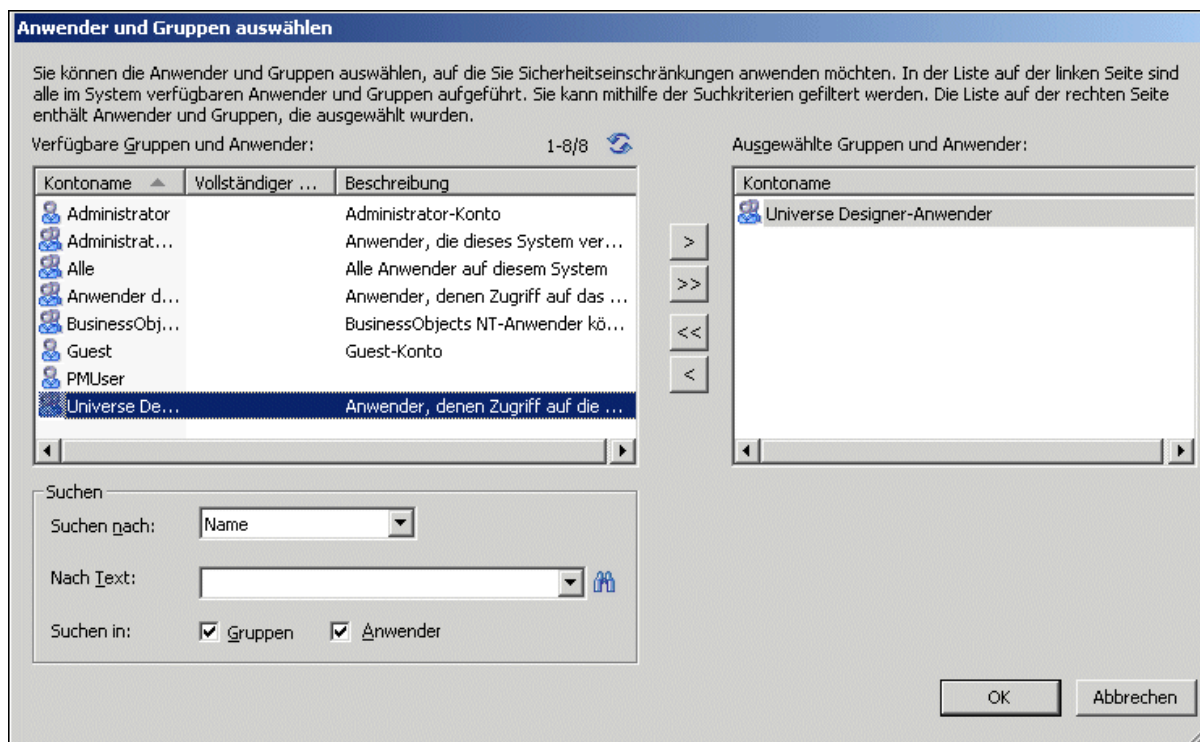 Anwender und Gruppen auswählen
Sie können die Anwender und Gruppen auswählen, auf die Sie Sicherheitseinschränkungen anwenden möchten. In der Liste auf der linken Seite sind
alle im System verfügbaren Anwender und Gruppen aufgeführt. Sie kann mithilfe der Suchkriterien gefiltert werden. Die Liste auf der rechten Seite
enthält Anwender und Gruppen, die ausgewählt wurden.
Verfügbare Gruppen und Anwender: 1-8/8
Kontoname Vollständiger ... Beschreibung
Administrator Administrator-Konto
Administrat... Anwender, die dieses System ver...
Alle Alle Anwender auf diesem System
Anwender d... Anwender, denen Zugriff auf das ...
BusinessObj... BusinessObjects NT-Anwender kö...
Guest Guest-Konto
PMUser
Universe De... Anwender, denen Zugriff auf die ...
>
>>
<<
<
Ausgewählte Gruppen und Anwender:
Kontoname
Universe Designer-Anwender
Suchen
Suchen nach: Name
Nach Text:
Suchen in: Gruppen Anwender
OK Abbrechen